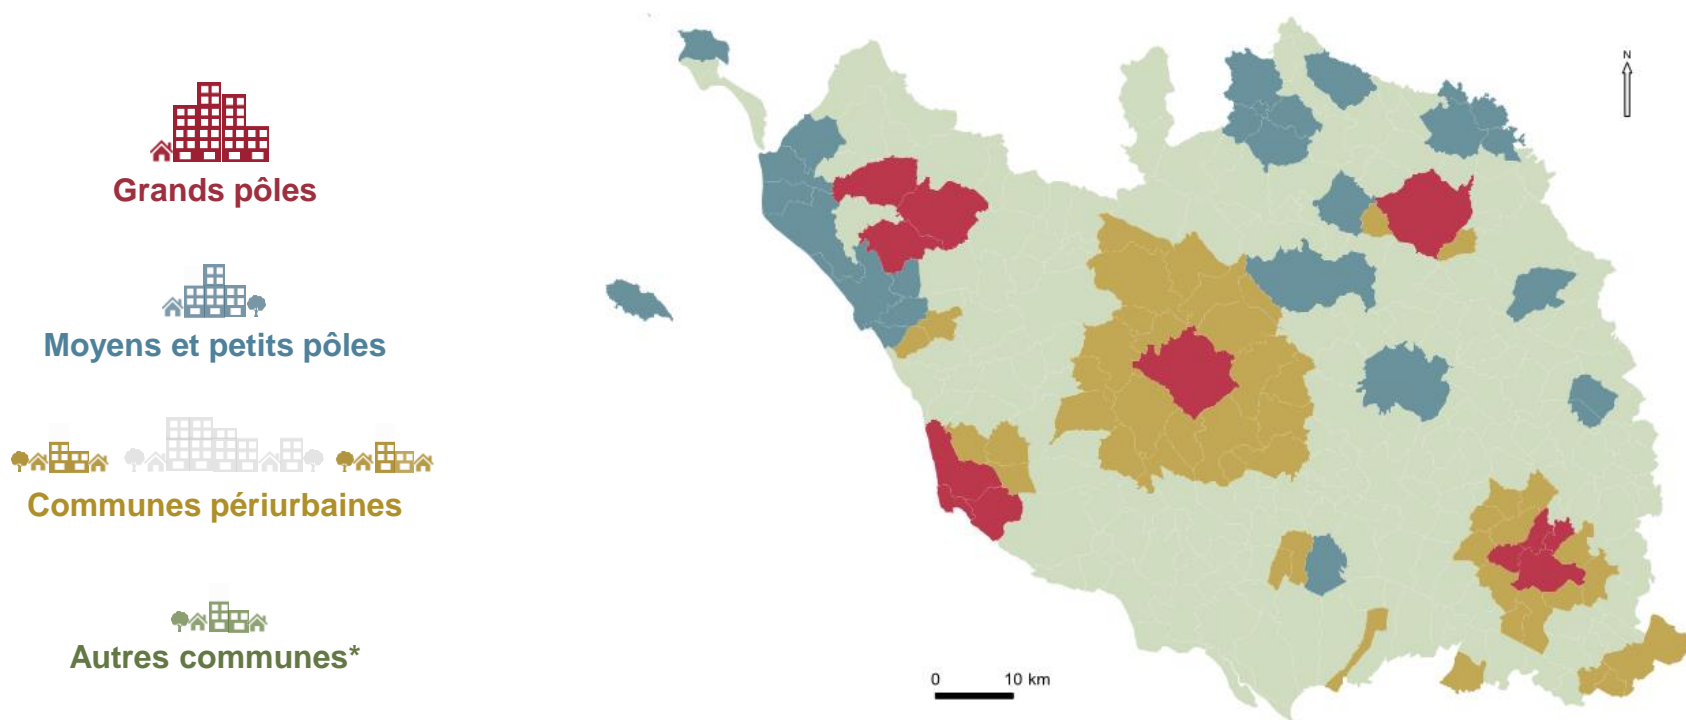 Grands pôles
Moyens et petits pôles
Communes périurbaines
Autres communes*
N
0 10 km